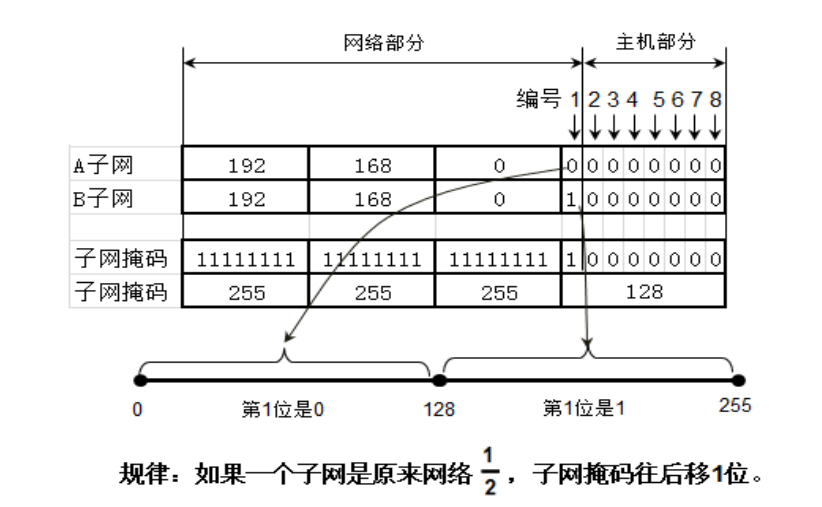 网络部分 主机部分
编号 1 2 3 4 5 6 7 8
A子网 192 168 0 0 0 0 0 0 0 0 0
B子网 192 168 0 1 0 0 0 0 0 0 0
子网掩码 11111111 11111111 11111111 1 0 0 0 0 0 0 0
子网掩码 255 255 255 128
0 第1位是0 128 第1位是1 255
规律：如果一个子网是原来网络 1/2 ，子网掩码往后移1位。